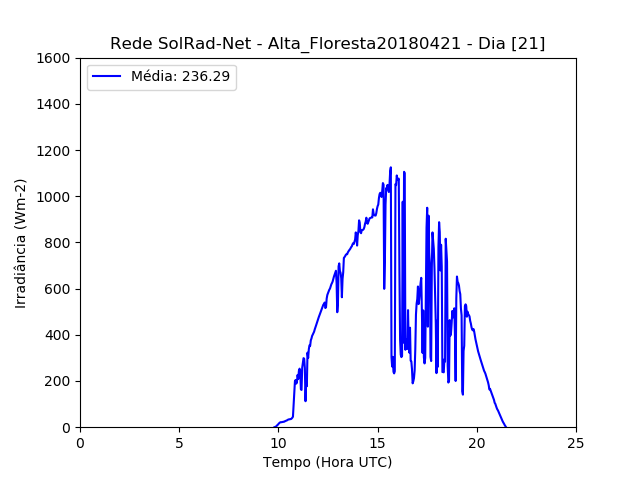 Rede SolRad-Net - Alta_Floresta20180421 - Dia [21]
Média: 236.29
Irradiância (Wm-2)
1600
1400
1200
1000
800
600
400
200
0
0 5 10 15 20 25
Tempo (Hora UTC)